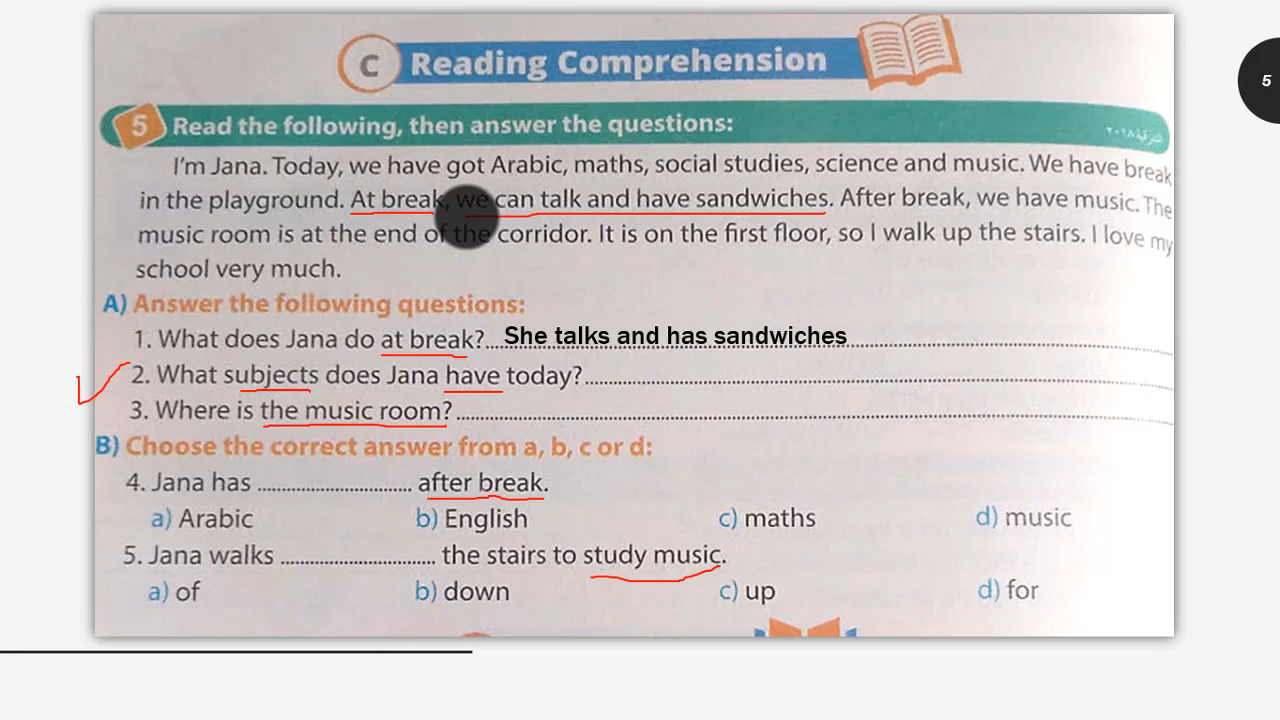 5
C Reading Comprehension
5 Read the following, then answer the questions:
الشرقية ٢٠١٨
I'm Jana. Today, we have got Arabic, maths, social studies, science and music. We have break
in the playground. At break, we can talk and have sandwiches. After break, we have music. The
music room is at the end of the corridor. It is on the first floor, so I walk up the stairs. I love my
school very much.
A) Answer the following questions:
1. What does Jana do at break?.....She talks and has sandwiches..........
2. What subjects does Jana have today?..........
3. Where is the music room?..........
B) Choose the correct answer from a, b, c or d:
4. Jana has .......... after break.
a) Arabic b) English c) maths d) music
5. Jana walks .......... the stairs to study music.
a) of b) down c) up d) for